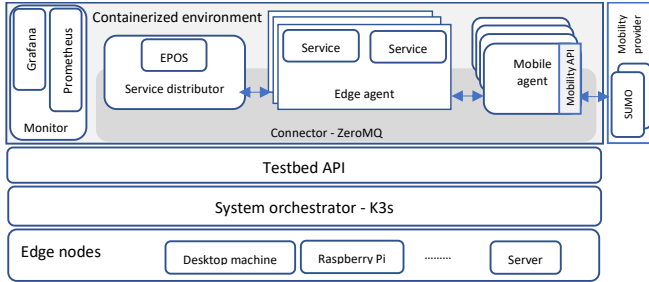 Containerized environment
Grafana
Prometheus
Monitor
EPOS
Service distributor
Service
Service
Edge agent
Mobile
agent
Mobility API
Mobility
provider
SUMO
Connector - ZeroMQ
Testbed API
System orchestrator - K3s
Edge nodes
Desktop machine
Raspberry Pi
.........
Server